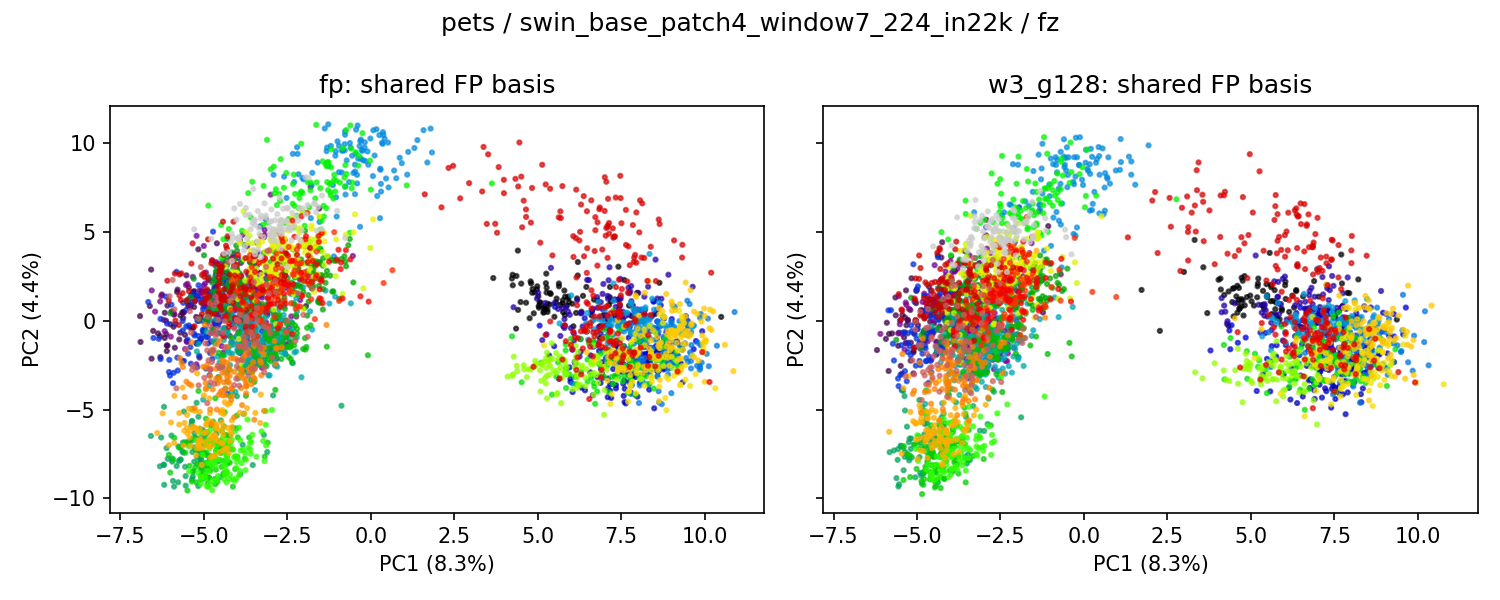 pets / swin_base_patch4_window7_224_in22k / fz
fp: shared FP basis
w3_g128: shared FP basis
10
5
0
−5
−10
PC2 (4.4%)
PC2 (4.4%)
−7.5 −5.0 −2.5 0.0 2.5 5.0 7.5 10.0
−7.5 −5.0 −2.5 0.0 2.5 5.0 7.5 10.0
PC1 (8.3%)
PC1 (8.3%)